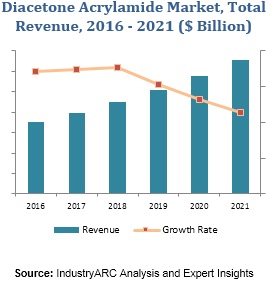 Diacetone Acrylamide Market, Total
Revenue, 2016 - 2021 ($ Billion)
2016 2017 2018 2019 2020 2021
Revenue Growth Rate
Source: IndustryARC Analysis and Expert Insights